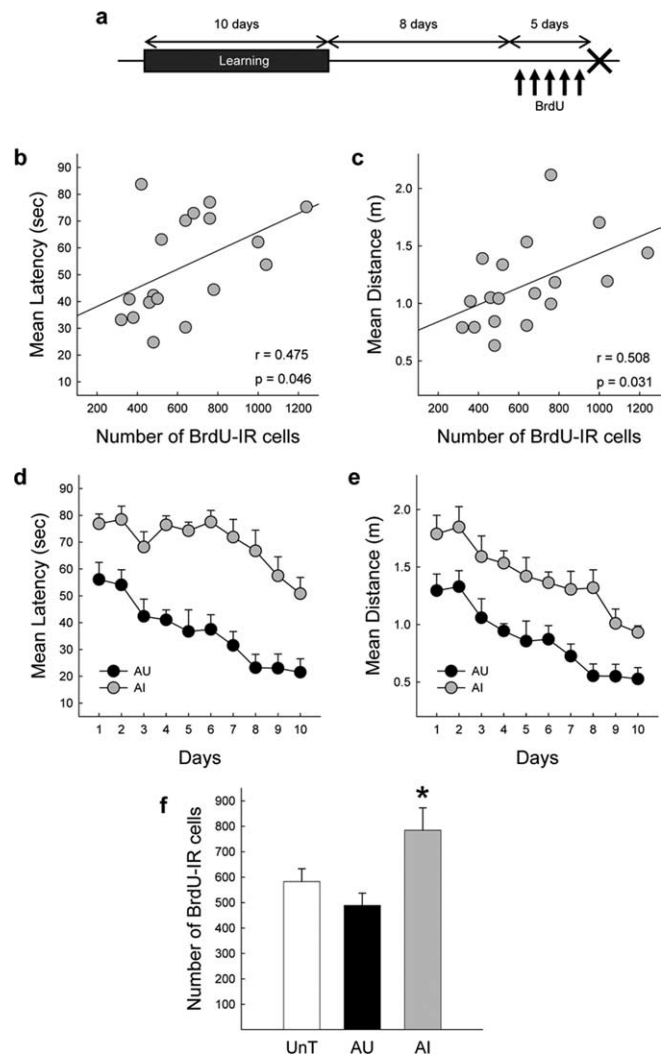 a
10 days 8 days 5 days
Learning
BrdU
b
Mean Latency (sec)
90
80
70
60
50
40
30
20
10
r = 0.475
p = 0.046
200 400 600 800 1000 1200
Number of BrdU-IR cells
c
Mean Distance (m)
2.0
1.5
1.0
0.5
r = 0.508
p = 0.031
200 400 600 800 1000 1200
Number of BrdU-IR cells
d
Mean Latency (sec)
90
80
70
60
50
40
30
20
10
AU
AI
1 2 3 4 5 6 7 8 9 10
Days
e
Mean Distance (m)
2.0
1.5
1.0
0.5
AU
AI
1 2 3 4 5 6 7 8 9 10
Days
f
Number of BrdU-IR cells
900
800
700
600
500
400
300
200
100
*
UnT AU AI